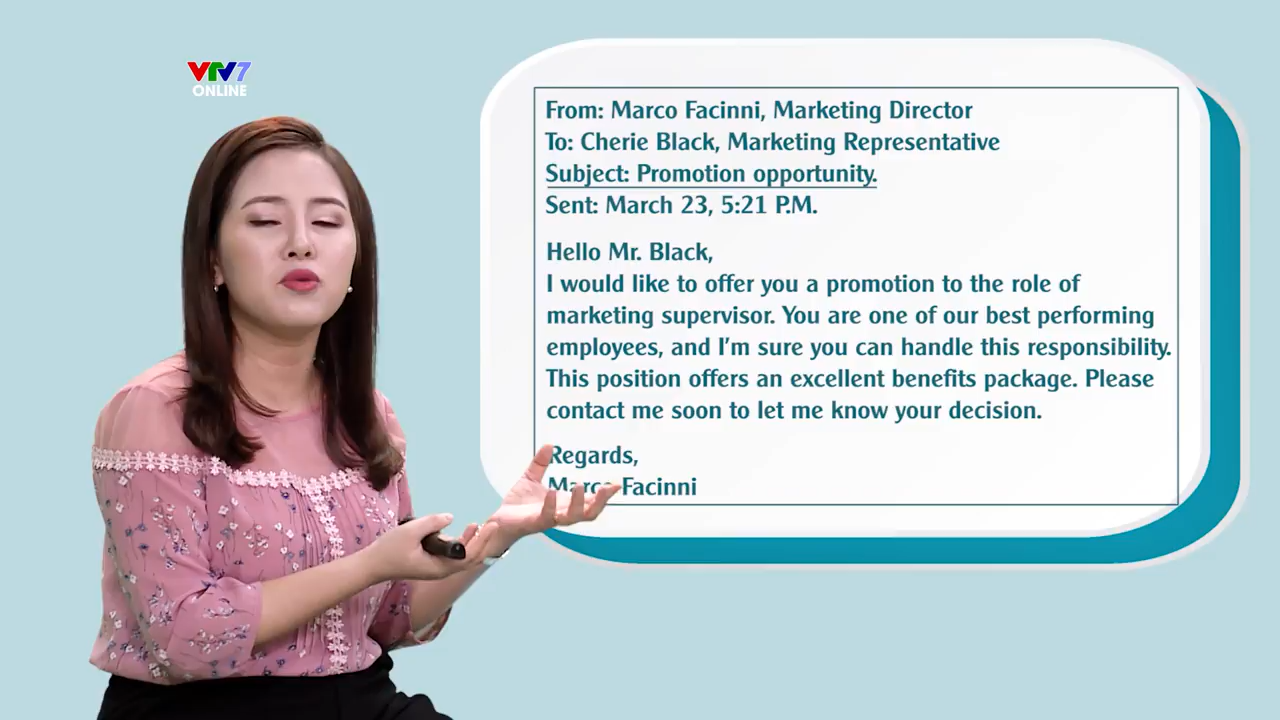 VTV7
ONLINE
From: Marco Facinni, Marketing Director
To: Cherie Black, Marketing Representative
Subject: Promotion opportunity.
Sent: March 23, 5:21 P.M.
Hello Mr. Black,
I would like to offer you a promotion to the role of
marketing supervisor. You are one of our best performing
employees, and I'm sure you can handle this responsibility.
This position offers an excellent benefits package. Please
contact me soon to let me know your decision.
Regards,
Marco Facinni